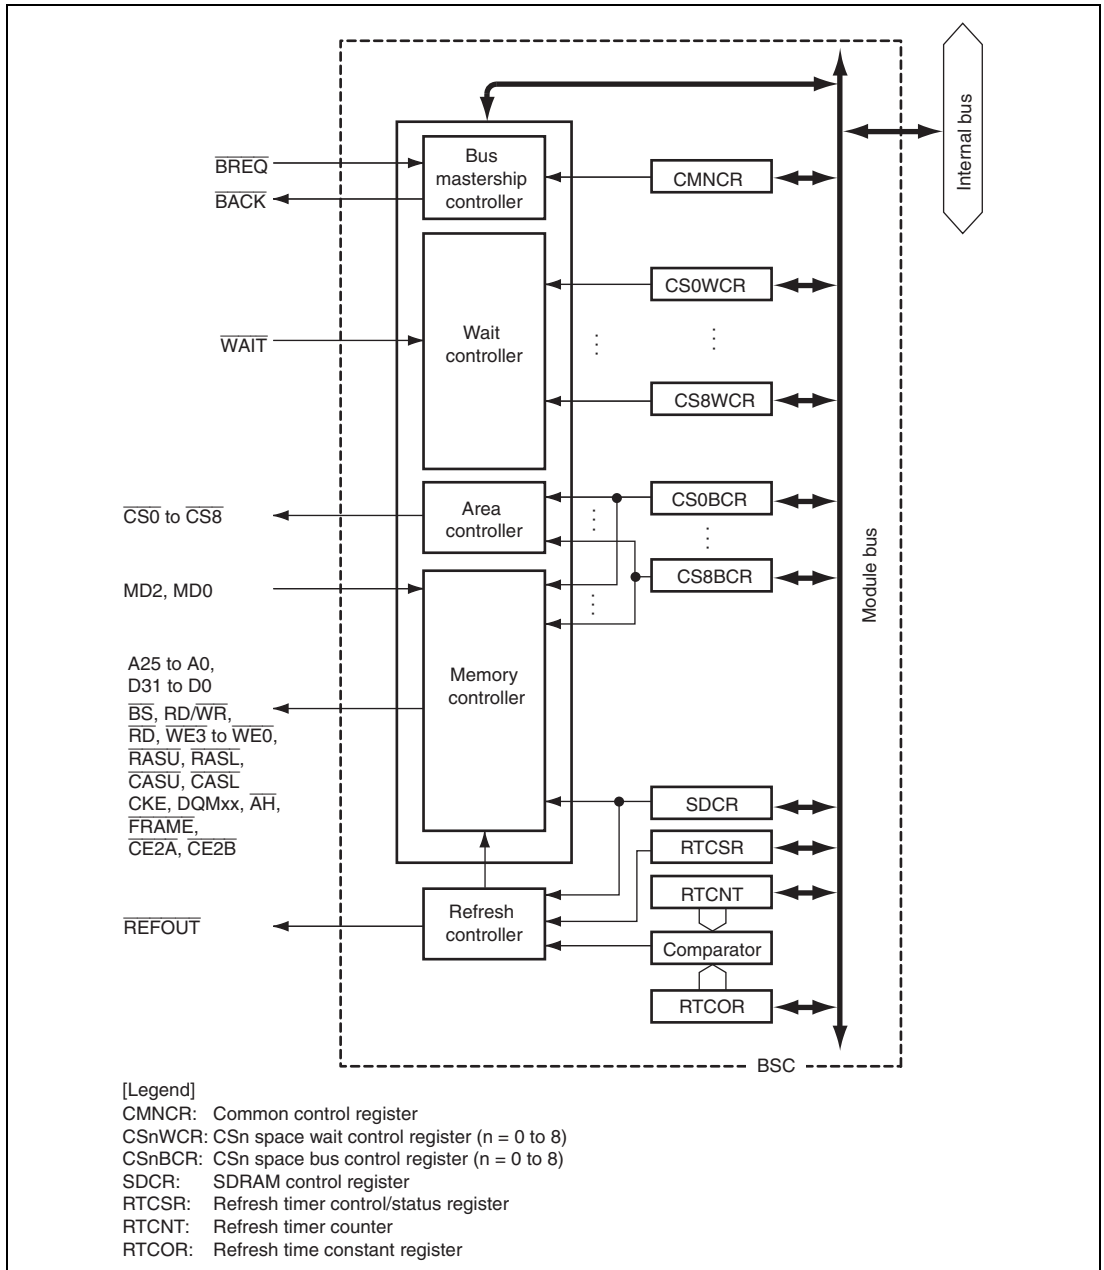 Internal bus
BREQ
BACK
Bus
mastership
controller
CMNCR
CS0WCR
WAIT
Wait
controller
CS8WCR
CS0 to CS8
Area
controller
CS0BCR
CS8BCR
MD2, MD0
Module bus
A25 to A0,
D31 to D0
BS, RD/WR,
RD, WE3 to WE0,
RASU, RASL,
CASU, CASL
CKE, DQMxx, AH,
FRAME,
CE2A, CE2B
Memory
controller
SDCR
RTCSR
RTCNT
REFOUT
Refresh
controller
Comparator
RTCOR
BSC
[Legend]
CMNCR: Common control register
CSnWCR: CSn space wait control register (n = 0 to 8)
CSnBCR: CSn space bus control register (n = 0 to 8)
SDCR: SDRAM control register
RTCSR: Refresh timer control/status register
RTCNT: Refresh timer counter
RTCOR: Refresh time constant register